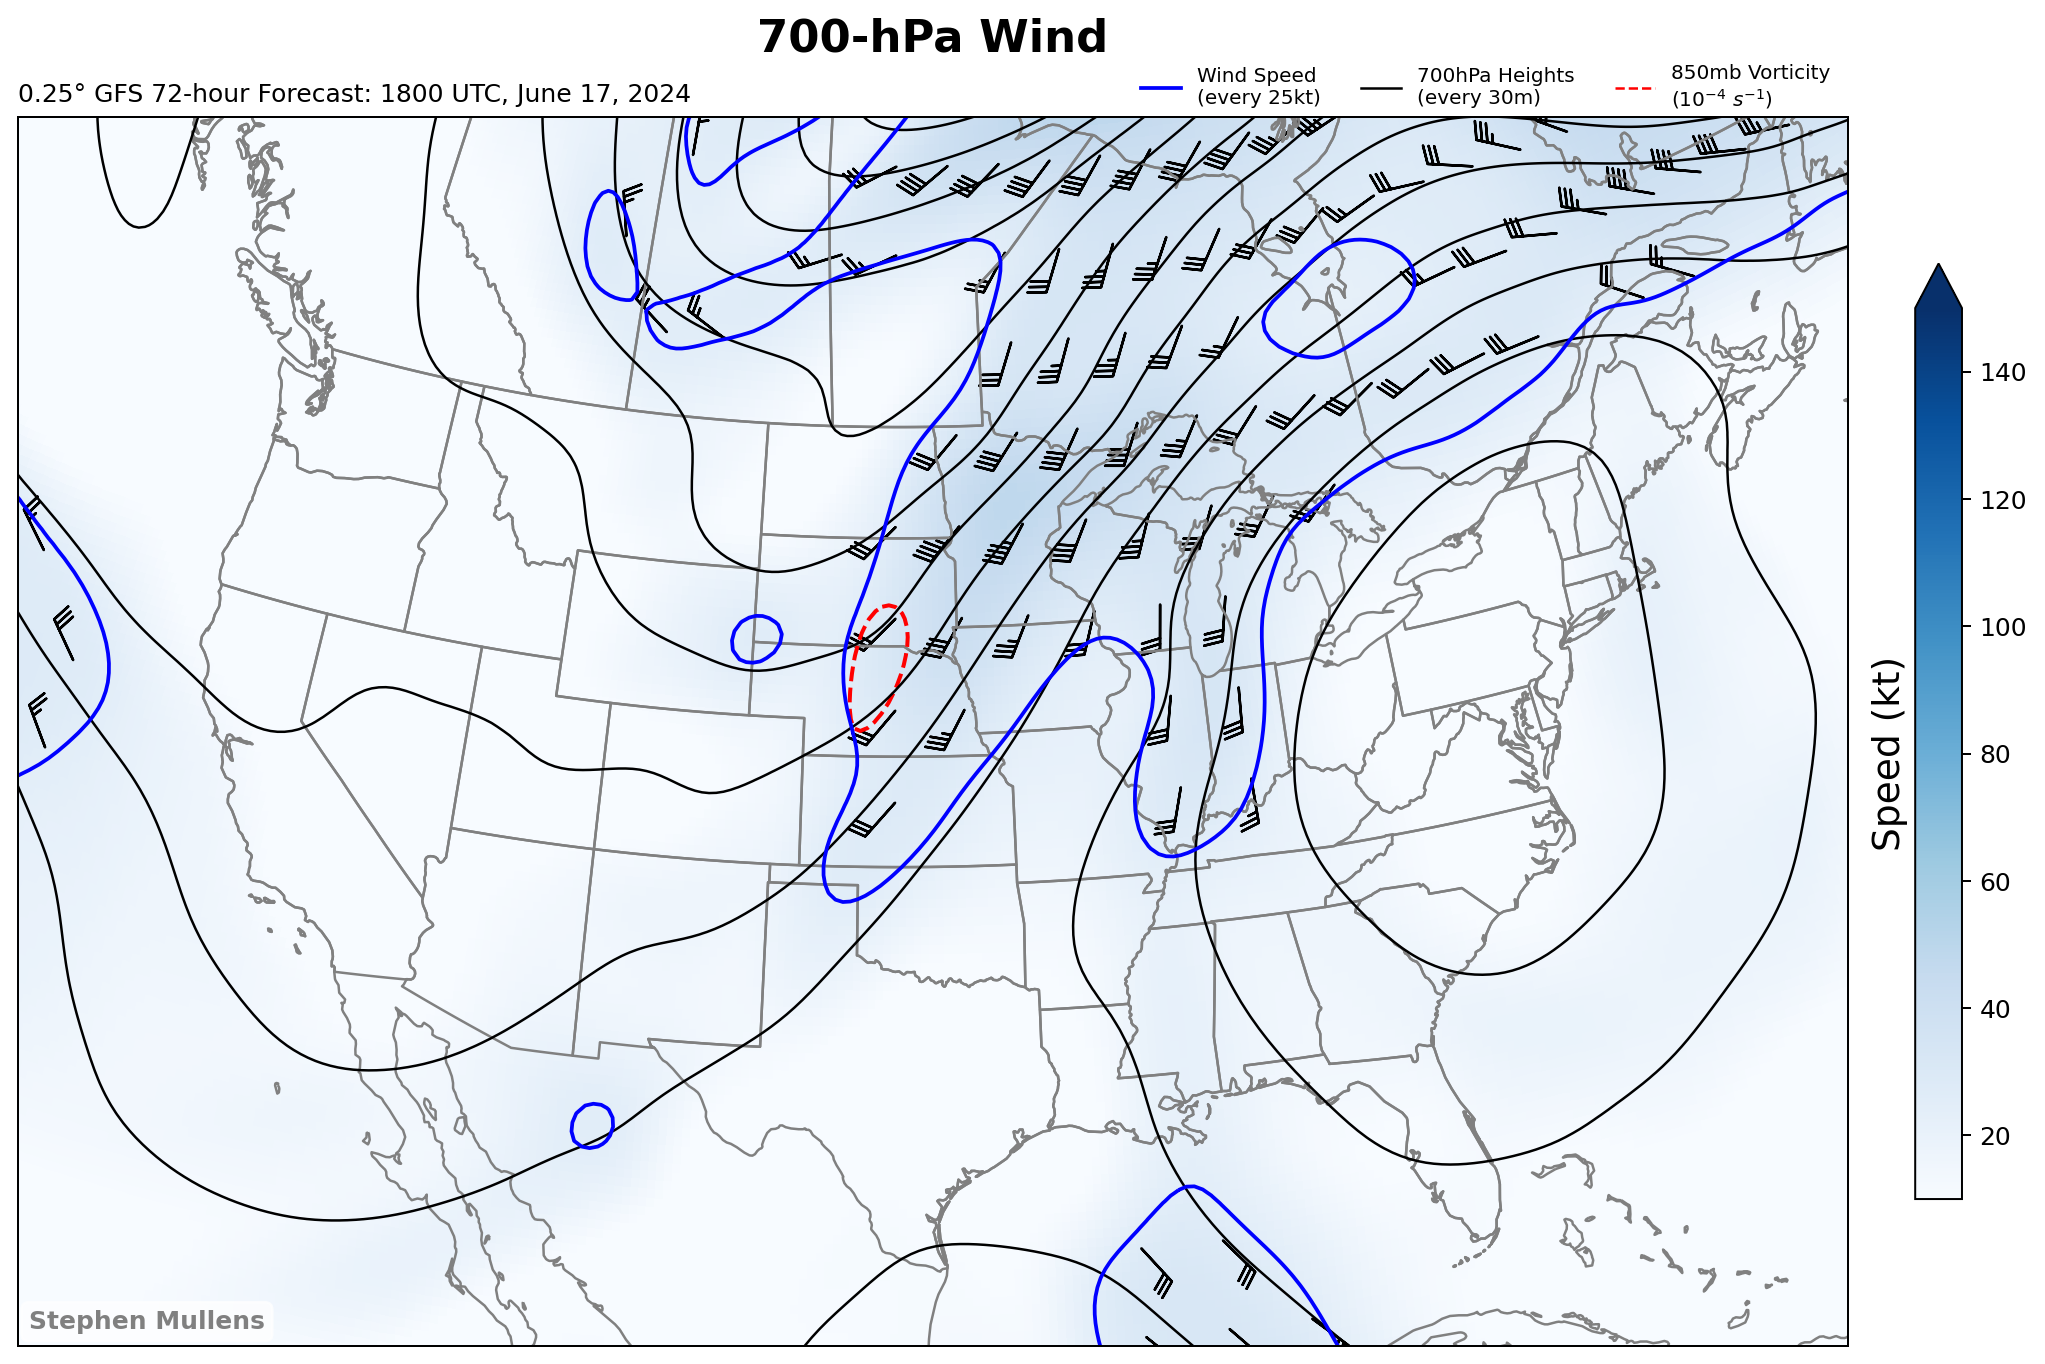 700-hPa Wind
0.25° GFS 72-hour Forecast: 1800 UTC, June 17, 2024
Wind Speed
(every 25kt)
700hPa Heights
(every 30m)
850mb Vorticity
(10⁻⁴ s⁻¹)
140
120
100
80
60
40
20
Speed (kt)
Stephen Mullens